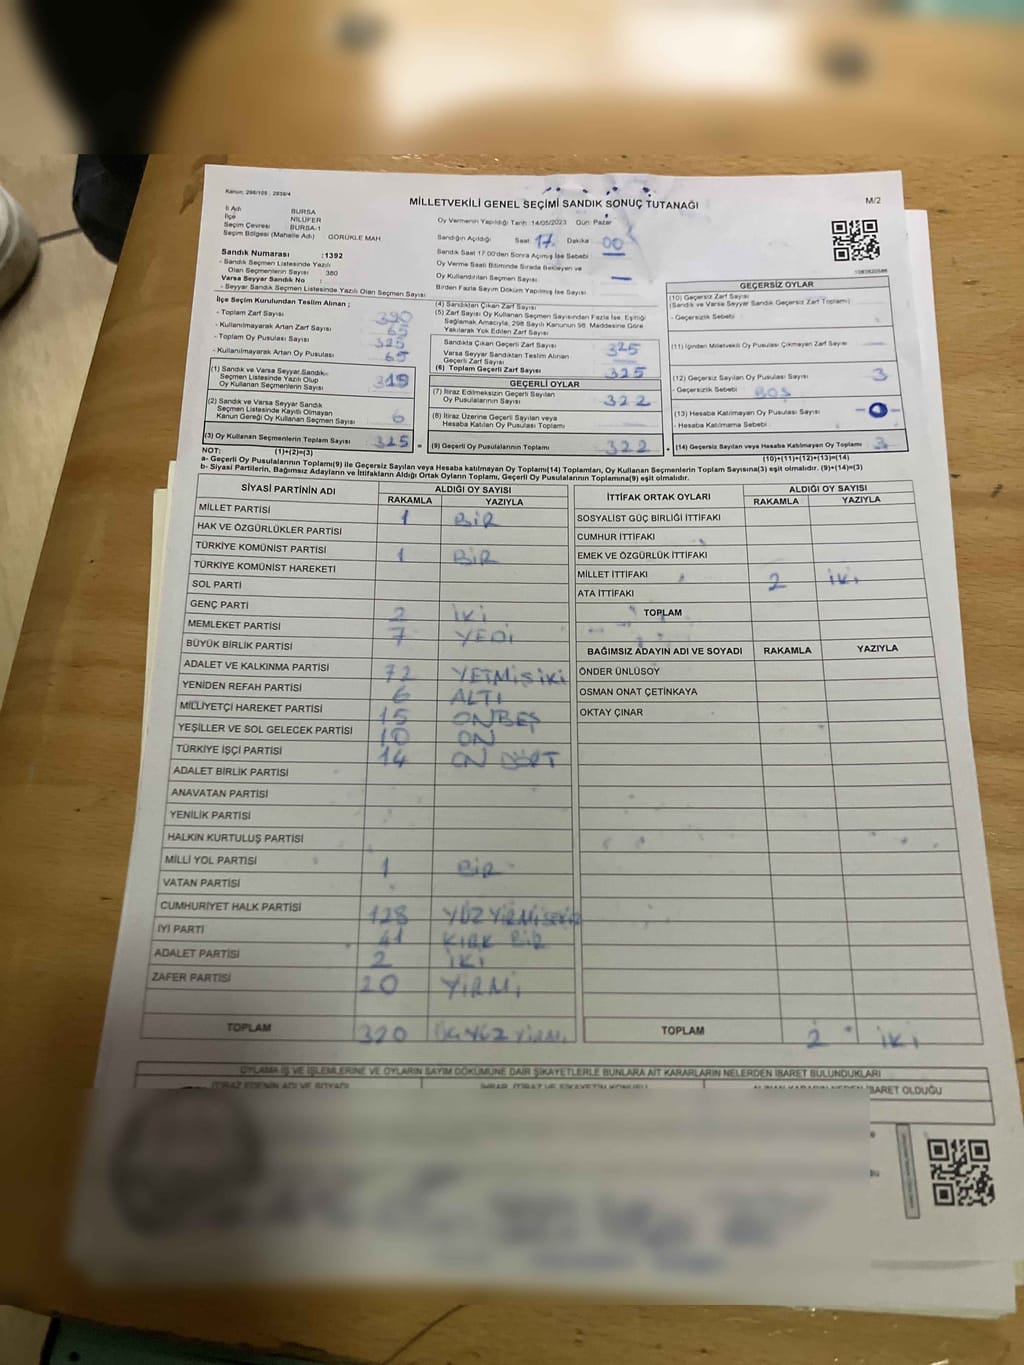 Kanun: 298/105 ; 2839/4
MİLLETVEKİLİ GENEL SEÇİMİ SANDIK SONUÇ TUTANAĞI
M/2
İl Adı BURSA
İlçe NİLÜFER
Seçim Çevresi BURSA-1
Seçim Bölgesi (Mahalle Adı) GÖRÜKLE MAH
Sandık Numarası :1392
- Sandık Seçmen Listesinde Yazılı
Olan Seçmenlerin Sayısı 380
Varsa Seyyar Sandık No :
- Seyyar Sandık Seçmen Listesinde Yazılı Olan Seçmen Sayısı
Oy Vermenin Yapıldığı Tarih :14/05/2023 Gün: Pazar
Sandığın Açıldığı Saat: 17 Dakika 00
Sandık Saat 17.00'den Sonra Açılmış İse Sebebi
Oy Verme Saati Bitiminde Sırada Bekleyen ve
Oy Kullandırılan Seçmen Sayısı —
Birden Fazla Sayım Döküm Yapılmış İse Sayısı
İlçe Seçim Kurulundan Teslim Alınan ;
- Toplam Zarf Sayısı 390
- Kullanılmayarak Artan Zarf Sayısı 65
- Toplam Oy Pusulası Sayısı 325
- Kullanılmayarak Artan Oy Pusulası 65
(1) Sandık ve Varsa Seyyar Sandık
Seçmen Listesinde Yazılı Olup
Oy Kullanan Seçmenlerin Sayısı 319
(2) Sandık ve Varsa Seyyar Sandık
Seçmen Listesinde Kayıtlı Olmayan
Kanun Gereği Oy Kullanan Seçmen Sayısı 6
(3) Oy Kullanan Seçmenlerin Toplam Sayısı 325
(4) Sandıktan Çıkan Zarf Sayısı
(5) Zarf Sayısı Oy Kullanan Seçmen Sayısından Fazla İse, Eşitliği
Sağlamak Amacıyla, 298 Sayılı Kanunun 98. Maddesine Göre
Yakılarak Yok Edilen Zarf Sayısı
Sandıkta Çıkan Geçerli Zarf Sayısı 325
Varsa Seyyar Sandıktan Teslim Alınan
Geçerli Zarf Sayısı —
(6) Toplam Geçerli Zarf Sayısı 325
GEÇERLİ OYLAR
(7) İtiraz Edilmeksizin Geçerli Sayılan
Oy Pusulalarının Sayısı 322
(8) İtiraz Üzerine Geçerli Sayılan veya
Hesaba Katılan Oy Pusulası Toplamı —
= (9) Geçerli Oy Pusulalarının Toplamı 322
GEÇERSİZ OYLAR
(10) Geçersiz Zarf Sayısı
(Sandık ve Varsa Seyyar Sandık Geçersiz Zarf Toplamı)
- Geçersizlik Sebebi
(11) İçinden Milletvekili Oy Pusulası Çıkmayan Zarf Sayısı —
(12) Geçersiz Sayılan Oy Pusulası Sayısı 3
- Geçersizlik Sebebi BOŞ
(13) Hesaba Katılmayan Oy Pusulası Sayısı -0-
- Hesaba Katılmama Sebebi
+ (14) Geçersiz Sayılan veya Hesaba Katılmayan Oy Toplamı 3
NOT: (1)+(2)=(3) (10)+(11)+(12)+(13)=(14)
a- Geçerli Oy Pusulalarının Toplamı(9) ile Geçersiz Sayılan veya Hesaba katılmayan Oy Toplamı(14) Toplamları, Oy Kullanan Seçmenlerin Toplam Sayısına(3) eşit olmalıdır. (9)+(14)=(3)
b- Siyasi Partilerin, Bağımsız Adayların ve İttifakların Aldığı Ortak Oyların Toplamı, Geçerli Oy Pusulalarının Toplamına(9) eşit olmalıdır.
SİYASİ PARTİNİN ADI ALDIĞI OY SAYISI
RAKAMLA YAZIYLA
MİLLET PARTİSİ 1 BİR
HAK VE ÖZGÜRLÜKLER PARTİSİ
TÜRKİYE KOMÜNİST PARTİSİ 1 BİR
TÜRKİYE KOMÜNİST HAREKETİ
SOL PARTİ
GENÇ PARTİ 2 İKİ
MEMLEKET PARTİSİ 7 YEDİ
BÜYÜK BİRLİK PARTİSİ
ADALET VE KALKINMA PARTİSİ 72 YETMİŞİKİ
YENİDEN REFAH PARTİSİ 6 ALTI
MİLLİYETÇİ HAREKET PARTİSİ 15 ONBEŞ
YEŞİLLER VE SOL GELECEK PARTİSİ 10 ON
TÜRKİYE İŞÇİ PARTİSİ 14 ON DÖRT
ADALET BİRLİK PARTİSİ
ANAVATAN PARTİSİ
YENİLİK PARTİSİ
HALKIN KURTULUŞ PARTİSİ
MİLLİ YOL PARTİSİ 1 BİR
VATAN PARTİSİ
CUMHURİYET HALK PARTİSİ 128 YÜZYİRMİSEKİZ
İYİ PARTİ 41 KIRK BİR
ADALET PARTİSİ 2 İKİ
ZAFER PARTİSİ 20 YİRMİ
TOPLAM 320 ÜÇYÜZYİRMİ
İTTİFAK ORTAK OYLARI ALDIĞI OY SAYISI
RAKAMLA YAZIYLA
SOSYALİST GÜÇ BİRLİĞİ İTTİFAKI
CUMHUR İTTİFAKI
EMEK VE ÖZGÜRLÜK İTTİFAKI
MİLLET İTTİFAKI 2 İKİ
ATA İTTİFAKI
TOPLAM
BAĞIMSIZ ADAYIN ADI VE SOYADI RAKAMLA YAZIYLA
ÖNDER ÜNLÜSOY
OSMAN ONAT ÇETİNKAYA
OKTAY ÇINAR
TOPLAM 2 İKİ
OYLAMA İŞ VE İŞLEMLERİNE VE OYLARIN SAYIM DÖKÜMÜNE DAİR ŞİKAYETLERLE BUNLARA AİT KARARLARIN NELERDEN İBARET BULUNDUKLARI
İTİRAZ EDENİN ADI VE SOYADI
İHBAR, İTİRAZ VE ŞİKAYETİN KONUSU
ALINAN KARARIN NEDEN İBARET OLDUĞU